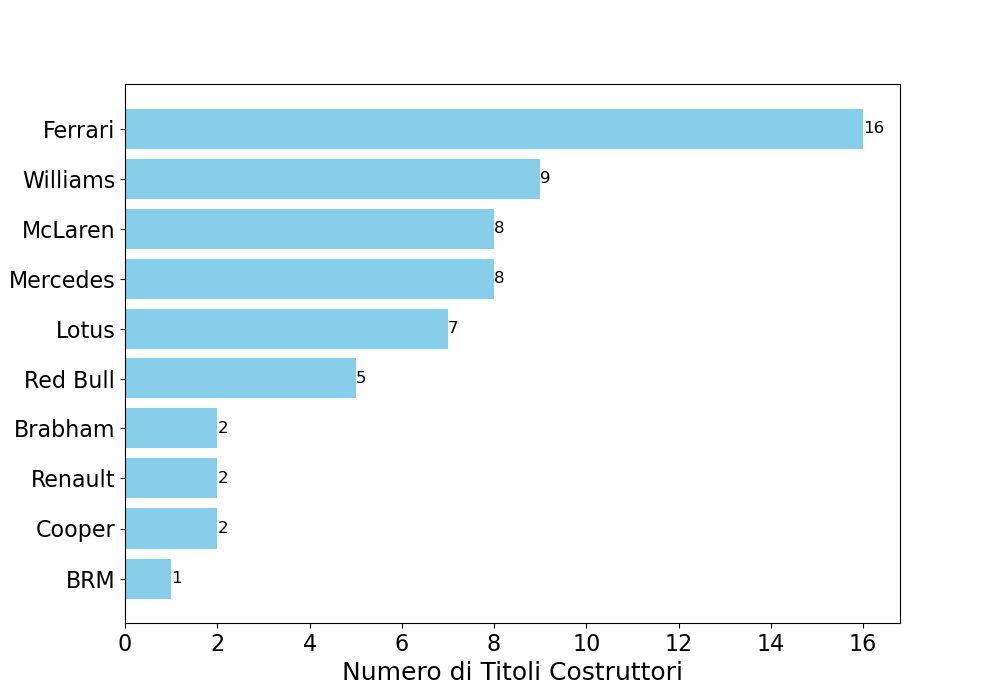 Ferrari 16
Williams 9
McLaren 8
Mercedes 8
Lotus 7
Red Bull 5
Brabham 2
Renault 2
Cooper 2
BRM 1
0 2 4 6 8 10 12 14 16
Numero di Titoli Costruttori